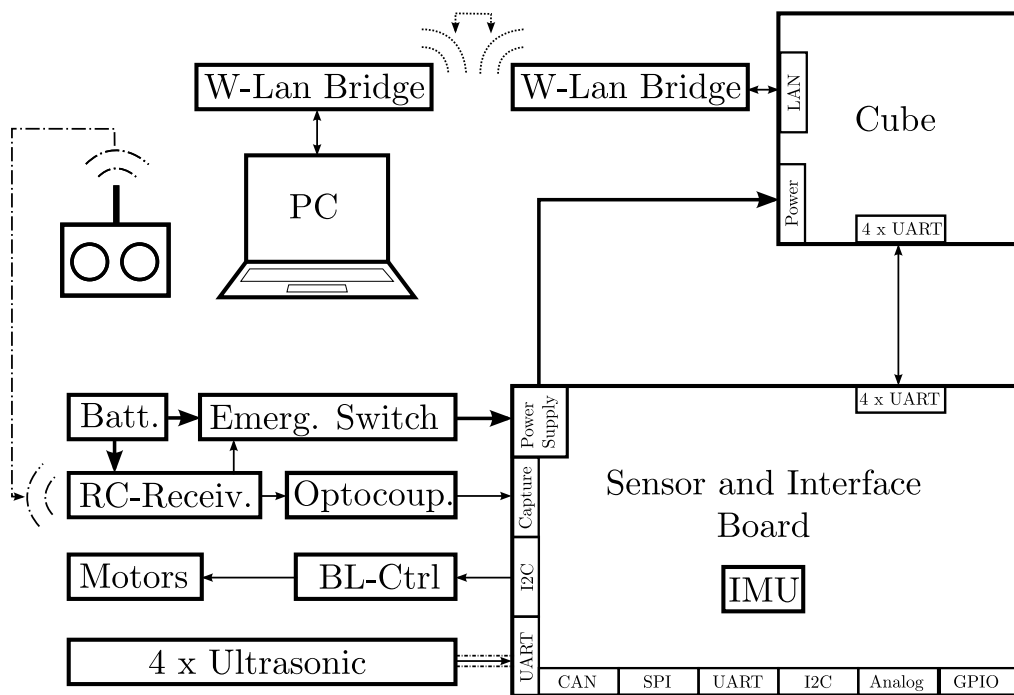 W-Lan Bridge
W-Lan Bridge
LAN
Cube
PC
Power
4 x UART
4 x UART
Batt.
Emerg. Switch
Power
Supply
RC-Receiv.
Optocoup.
Capture
Sensor and Interface
Board
Motors
BL-Ctrl
I2C
IMU
4 x Ultrasonic
UART
CAN
SPI
UART
I2C
Analog
GPIO